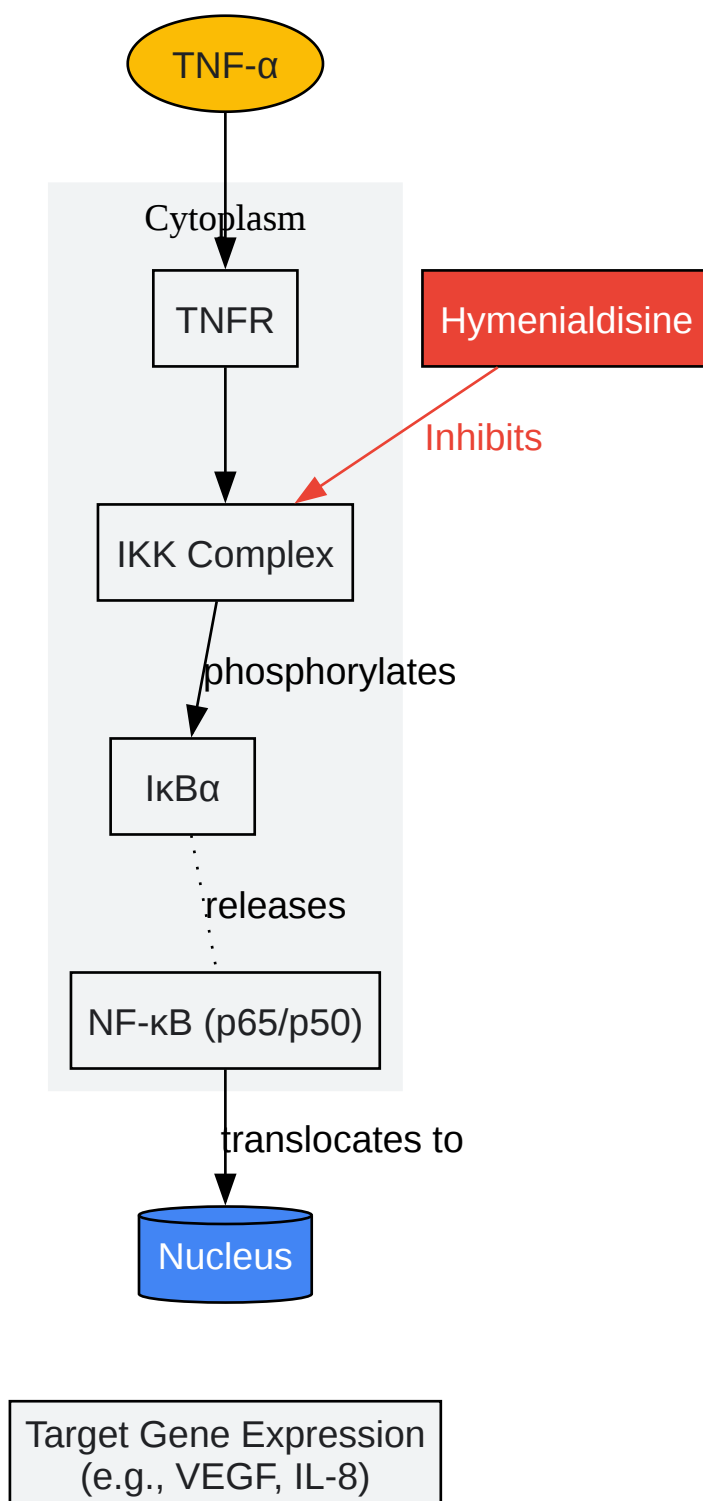 TNF-α
Cytoplasm
TNFR
Hymenialdisine
Inhibits
IKK Complex
phosphorylates
IκBα
releases
NF-κB (p65/p50)
translocates to
Nucleus
Target Gene Expression
(e.g., VEGF, IL-8)